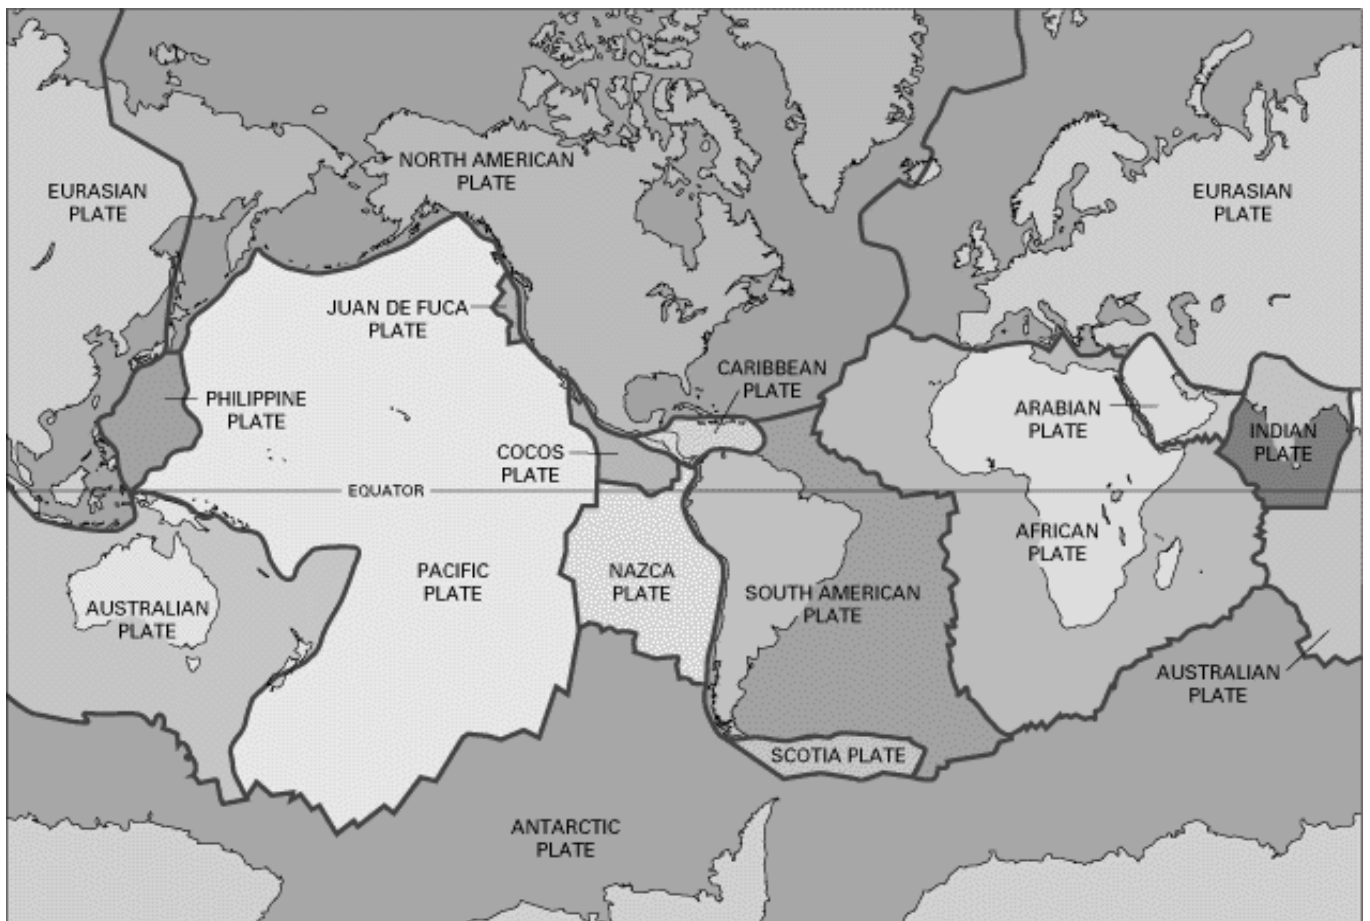 NORTH AMERICAN
PLATE
EURASIAN
PLATE
EURASIAN
PLATE
JUAN DE FUCA
PLATE
CARIBBEAN
PLATE
PHILIPPINE
PLATE
ARABIAN
PLATE
INDIAN
PLATE
COCOS
PLATE
EQUATOR
AFRICAN
PLATE
PACIFIC
PLATE
NAZCA
PLATE
SOUTH AMERICAN
PLATE
AUSTRALIAN
PLATE
AUSTRALIAN
PLATE
SCOTIA PLATE
ANTARCTIC
PLATE